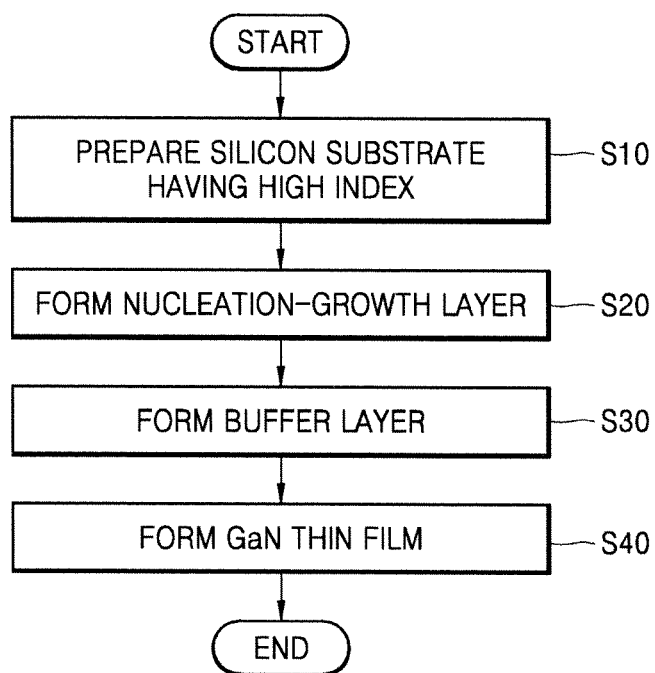 START
PREPARE SILICON SUBSTRATE
HAVING HIGH INDEX
S10
FORM NUCLEATION-GROWTH LAYER
S20
FORM BUFFER LAYER
S30
FORM GaN THIN FILM
S40
END